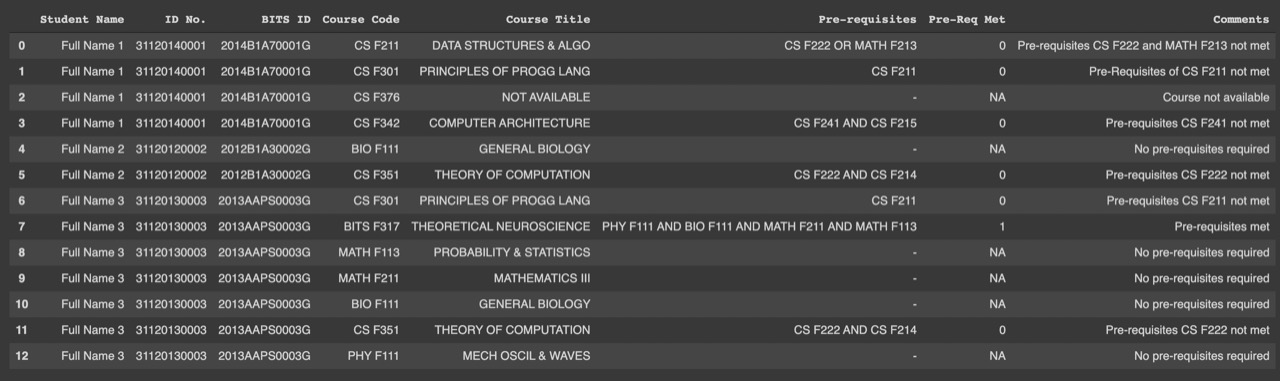 Student Name ID No. BITS ID Course Code Course Title Pre-requisites Pre-Req Met Comments
0 Full Name 1 31120140001 2014B1A70001G CS F211 DATA STRUCTURES & ALGO CS F222 OR MATH F213 0 Pre-requisites CS F222 and MATH F213 not met
1 Full Name 1 31120140001 2014B1A70001G CS F301 PRINCIPLES OF PROGG LANG CS F211 0 Pre-Requisites of CS F211 not met
2 Full Name 1 31120140001 2014B1A70001G CS F376 NOT AVAILABLE - NA Course not available
3 Full Name 1 31120140001 2014B1A70001G CS F342 COMPUTER ARCHITECTURE CS F241 AND CS F215 0 Pre-requisites CS F241 not met
4 Full Name 2 31120120002 2012B1A30002G BIO F111 GENERAL BIOLOGY - NA No pre-requisites required
5 Full Name 2 31120120002 2012B1A30002G CS F351 THEORY OF COMPUTATION CS F222 AND CS F214 0 Pre-requisites CS F222 not met
6 Full Name 3 31120130003 2013AAPS0003G CS F301 PRINCIPLES OF PROGG LANG CS F211 0 Pre-requisites CS F211 not met
7 Full Name 3 31120130003 2013AAPS0003G BITS F317 THEORETICAL NEUROSCIENCE PHY F111 AND BIO F111 AND MATH F211 AND MATH F113 1 Pre-requisites met
8 Full Name 3 31120130003 2013AAPS0003G MATH F113 PROBABILITY & STATISTICS - NA No pre-requisites required
9 Full Name 3 31120130003 2013AAPS0003G MATH F211 MATHEMATICS III - NA No pre-requisites required
10 Full Name 3 31120130003 2013AAPS0003G BIO F111 GENERAL BIOLOGY - NA No pre-requisites required
11 Full Name 3 31120130003 2013AAPS0003G CS F351 THEORY OF COMPUTATION CS F222 AND CS F214 0 Pre-requisites CS F222 not met
12 Full Name 3 31120130003 2013AAPS0003G PHY F111 MECH OSCIL & WAVES - NA No pre-requisites required